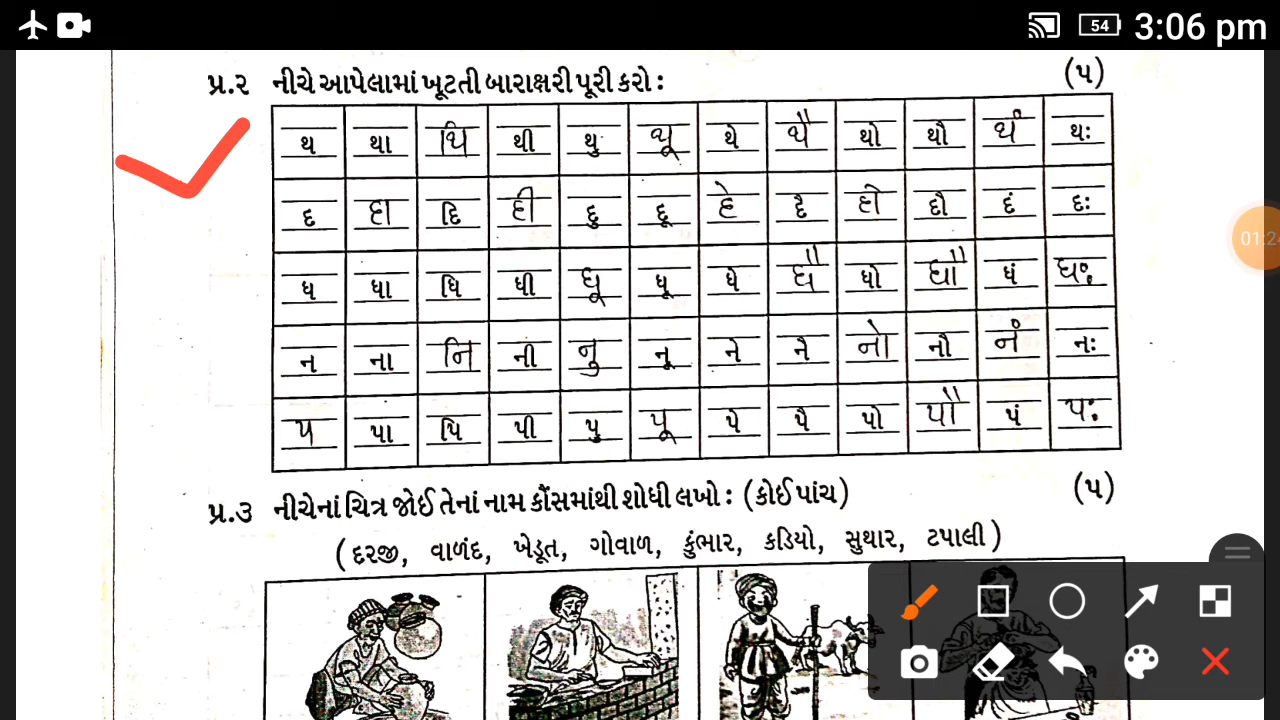 54 3:06 pm
પ્ર.૨ નીચે આપેલામાં ખૂટતી બારાક્ષરી પૂરી કરો : (૫)
થ થા થિ થી થુ થૂ થે થૈ થો થૌ થં થઃ
દ દા દિ દી દુ દૂ દે દૈ દો દૌ દં દઃ
ધ ધા ધિ ધી ધૂ ધૂ ધે ધૈ ધો ધૌ ધં ધઃ
ન ના નિ ની નુ નૂ ને નૈ નો નૌ નં નઃ
પ પા પિ પી પુ પૂ પે પૈ પો પૌ પં પઃ
પ્ર.૩ નીચેનાં ચિત્ર જોઈ તેનાં નામ કૌંસમાંથી શોધી લખો : (કોઈ પાંચ) (૫)
(દરજી, વાળંદ, ખેડૂત, ગોવાળ, કુંભાર, કડિયો, સુથાર, ટપાલી)